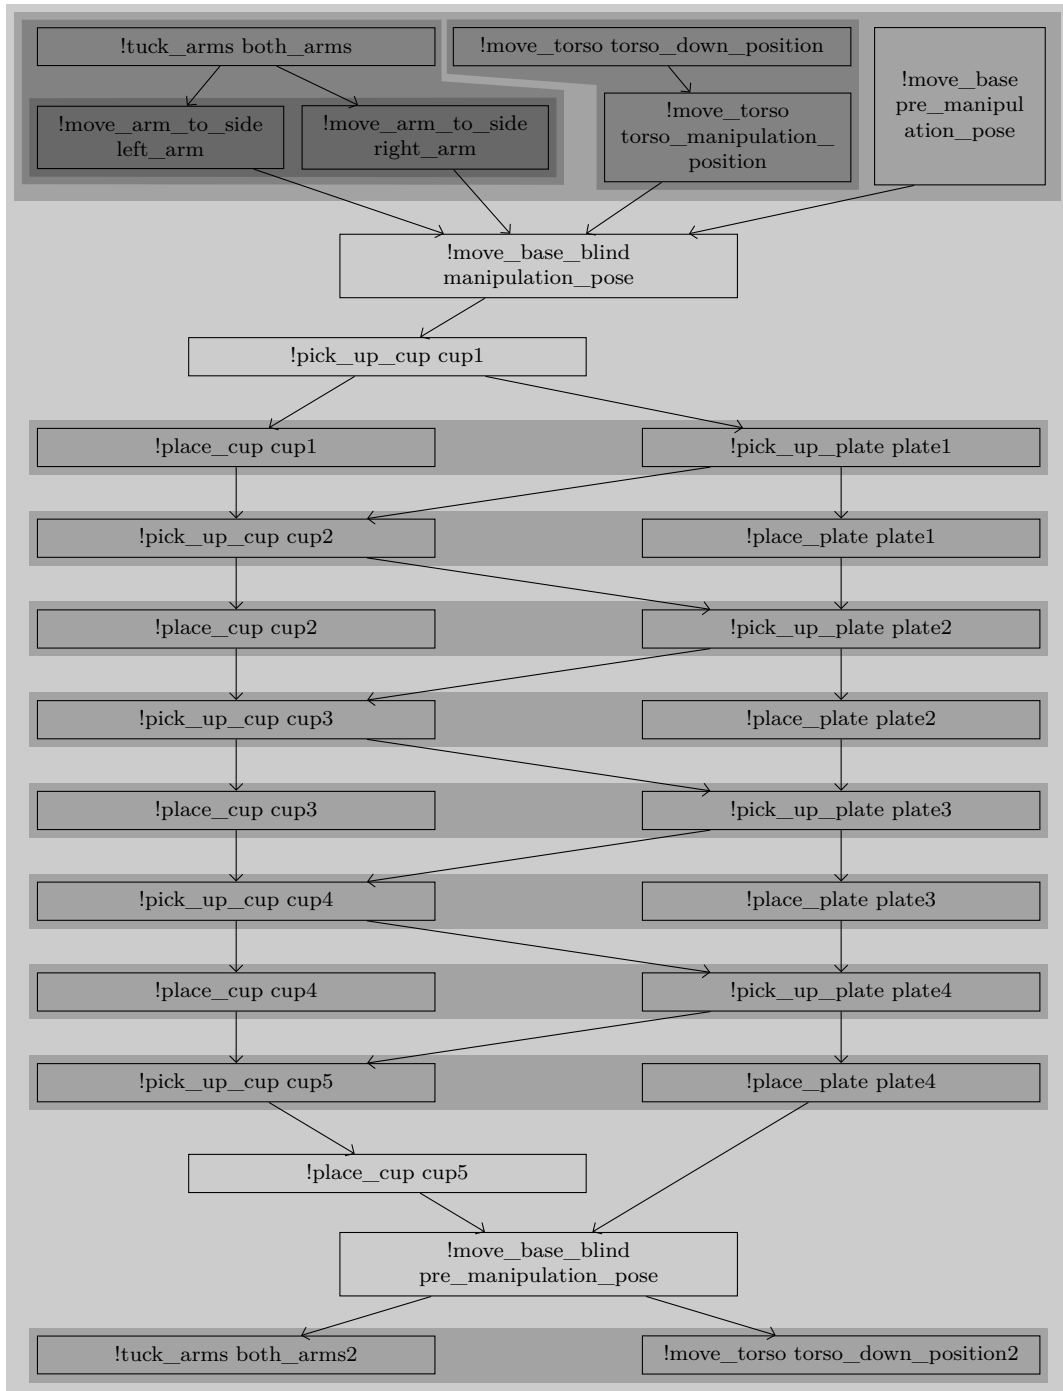 !tuck_arms both_arms
!move_torso torso_down_position
!move_base
pre_manipul
ation_pose
!move_arm_to_side
left_arm
!move_arm_to_side
right_arm
!move_torso
torso_manipulation_
position
!move_base_blind
manipulation_pose
!pick_up_cup cup1
!place_cup cup1
!pick_up_plate plate1
!pick_up_cup cup2
!place_plate plate1
!place_cup cup2
!pick_up_plate plate2
!pick_up_cup cup3
!place_plate plate2
!place_cup cup3
!pick_up_plate plate3
!pick_up_cup cup4
!place_plate plate3
!place_cup cup4
!pick_up_plate plate4
!pick_up_cup cup5
!place_plate plate4
!place_cup cup5
!move_base_blind
pre_manipulation_pose
!tuck_arms both_arms2
!move_torso torso_down_position2